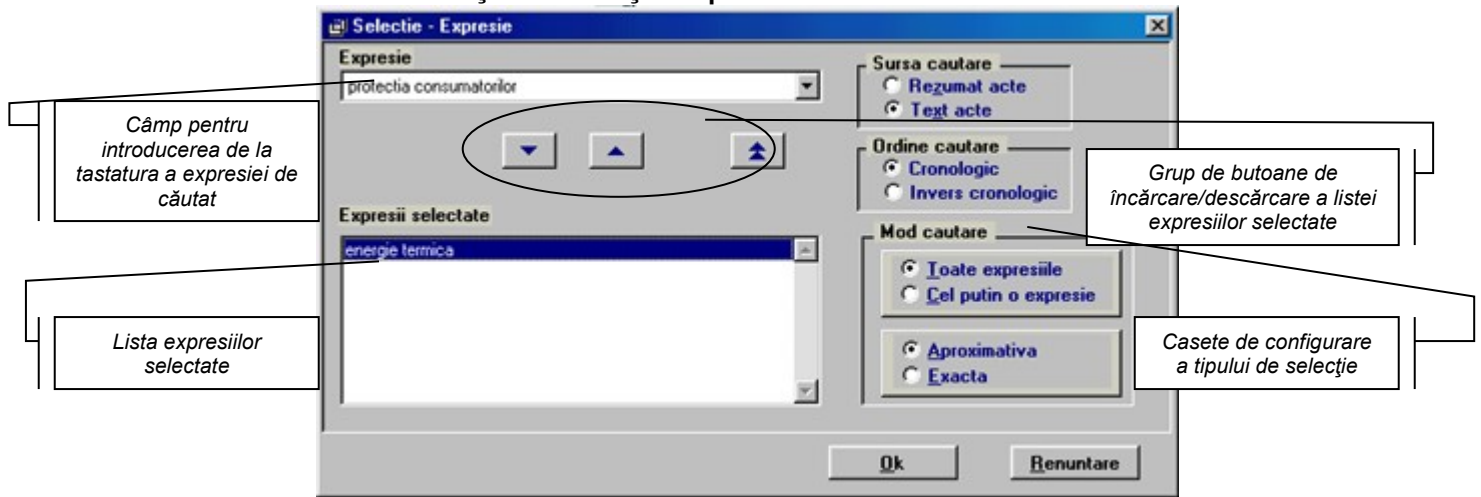 Selectie - Expresie
Expresie
protectia consumatorilor
Sursa cautare
Rezumat acte
Text acte
Câmp pentru
introducerea de la
tastatura a expresiei de
căutat
Ordine cautare
Cronologic
Invers cronologic
Grup de butoane de
încărcare/descărcare a listei
expresiilor selectate
Expresii selectate
energie termica
Mod cautare
Toate expresiile
Cel putin o expresie
Lista expresiilor
selectate
Aproximativa
Exacta
Casete de configurare
a tipului de selecţie
Ok
Renuntare